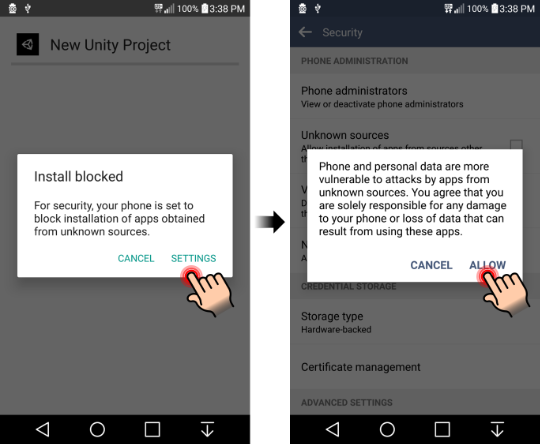 100% 3:38 PM
New Unity Project
Install blocked
For security, your phone is set to
block installation of apps obtained
from unknown sources.
CANCEL SETTINGS
100% 3:38 PM
Security
PHONE ADMINISTRATION
Phone administrators
View or deactivate phone administrators
Unknown sources
Allow installation of apps from sources other
Phone and personal data are more
vulnerable to attacks by apps from
unknown sources. You agree that you
are solely responsible for any damage
to your phone or loss of data that can
result from using these apps.
CANCEL ALLOW
CREDENTIAL STORAGE
Storage type
Hardware-backed
Certificate management
ADVANCED SETTINGS